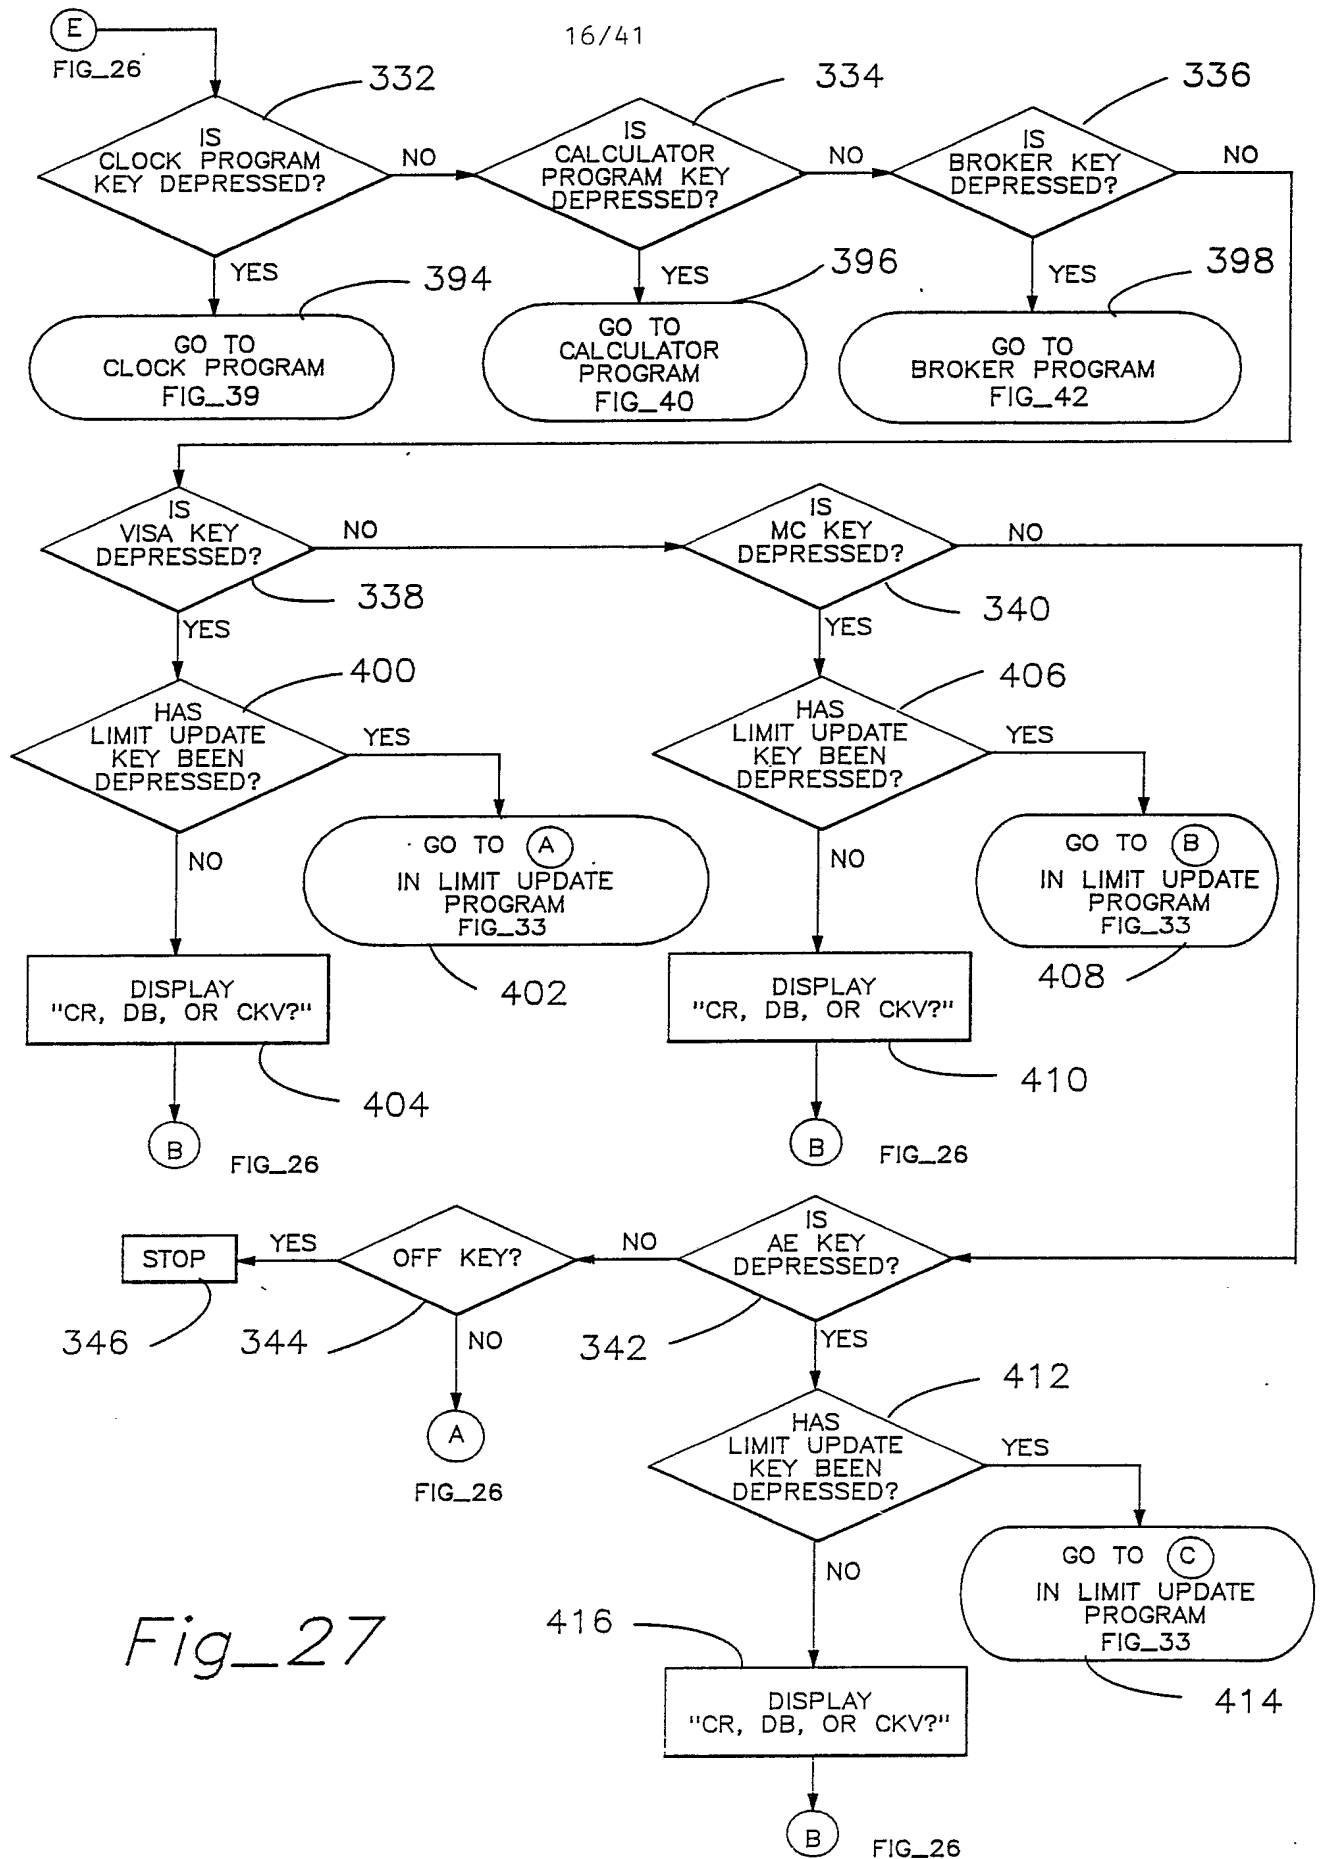 E
16/41
FIG_26
332
334
336
IS
CLOCK PROGRAM
KEY DEPRESSED?
NO
IS
CALCULATOR
PROGRAM KEY
DEPRESSED?
NO
IS
BROKER KEY
DEPRESSED?
NO
YES
394
YES
396
YES
398
GO TO
CLOCK PROGRAM
FIG_39
GO TO
CALCULATOR
PROGRAM
FIG_40
GO TO
BROKER PROGRAM
FIG_42
IS
VISA KEY
DEPRESSED?
NO
338
IS
MC KEY
DEPRESSED?
NO
340
YES
400
YES
406
HAS
LIMIT UPDATE
KEY BEEN
DEPRESSED?
YES
HAS
LIMIT UPDATE
KEY BEEN
DEPRESSED?
YES
NO
GO TO A
IN LIMIT UPDATE
PROGRAM
FIG_33
402
NO
GO TO B
IN LIMIT UPDATE
PROGRAM
FIG_33
408
DISPLAY
"CR, DB, OR CKV?"
404
DISPLAY
"CR, DB, OR CKV?"
410
B
FIG_26
B
FIG_26
STOP
YES
OFF KEY?
NO
IS
AE KEY
DEPRESSED?
346
344
NO
342
YES
A
FIG_26
412
HAS
LIMIT UPDATE
KEY BEEN
DEPRESSED?
YES
NO
GO TO C
IN LIMIT UPDATE
PROGRAM
FIG_33
414
Fig_27
416
DISPLAY
"CR, DB, OR CKV?"
B
FIG_26